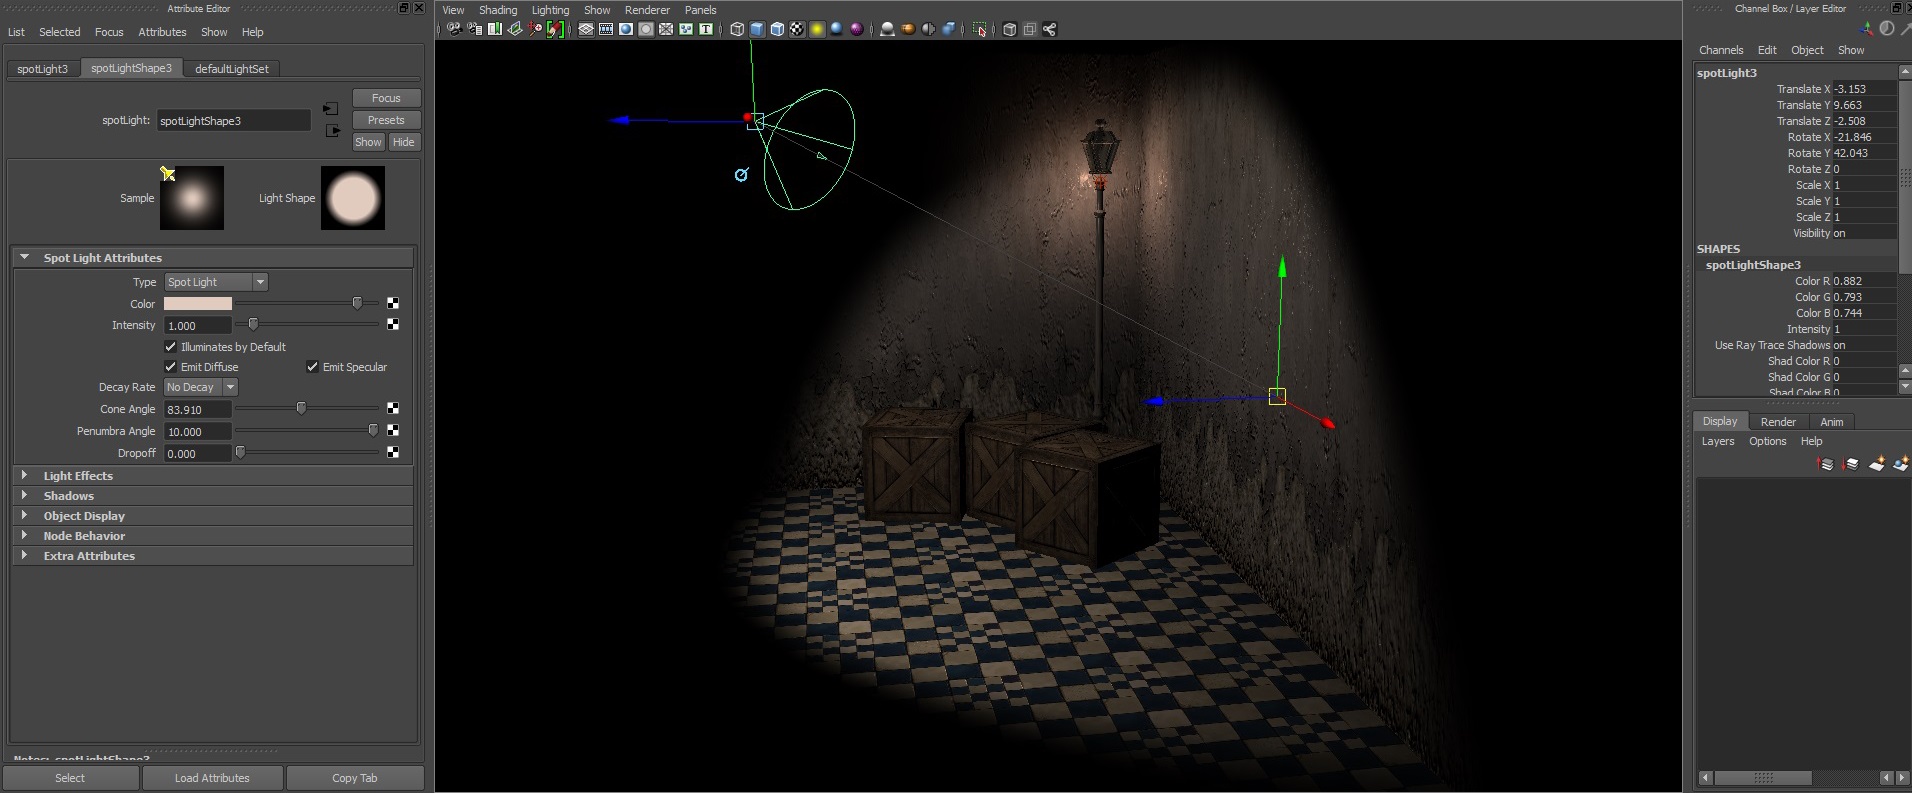 Attribute Editor
List Selected Focus Attributes Show Help
spotLight3 spotLightShape3 defaultLightSet
spotLight: spotLightShape3
Focus
Presets
Show Hide
Sample Light Shape
Spot Light Attributes
Type Spot Light
Color
Intensity 1.000
Illuminates by Default
Emit Diffuse Emit Specular
Decay Rate No Decay
Cone Angle 83.910
Penumbra Angle 10.000
Dropoff 0.000
Light Effects
Shadows
Object Display
Node Behavior
Extra Attributes
Notes: spotLightShape3
Select Load Attributes Copy Tab
View Shading Lighting Show Renderer Panels
Channel Box / Layer Editor
Channels Edit Object Show
spotLight3
Translate X -3.153
Translate Y 9.663
Translate Z -2.508
Rotate X -21.846
Rotate Y 42.043
Rotate Z 0
Scale X 1
Scale Y 1
Scale Z 1
Visibility on
SHAPES
spotLightShape3
Color R 0.882
Color G 0.793
Color B 0.744
Intensity 1
Use Ray Trace Shadows on
Shad Color R 0
Shad Color G 0
Shad Color B 0
Display Render Anim
Layers Options Help